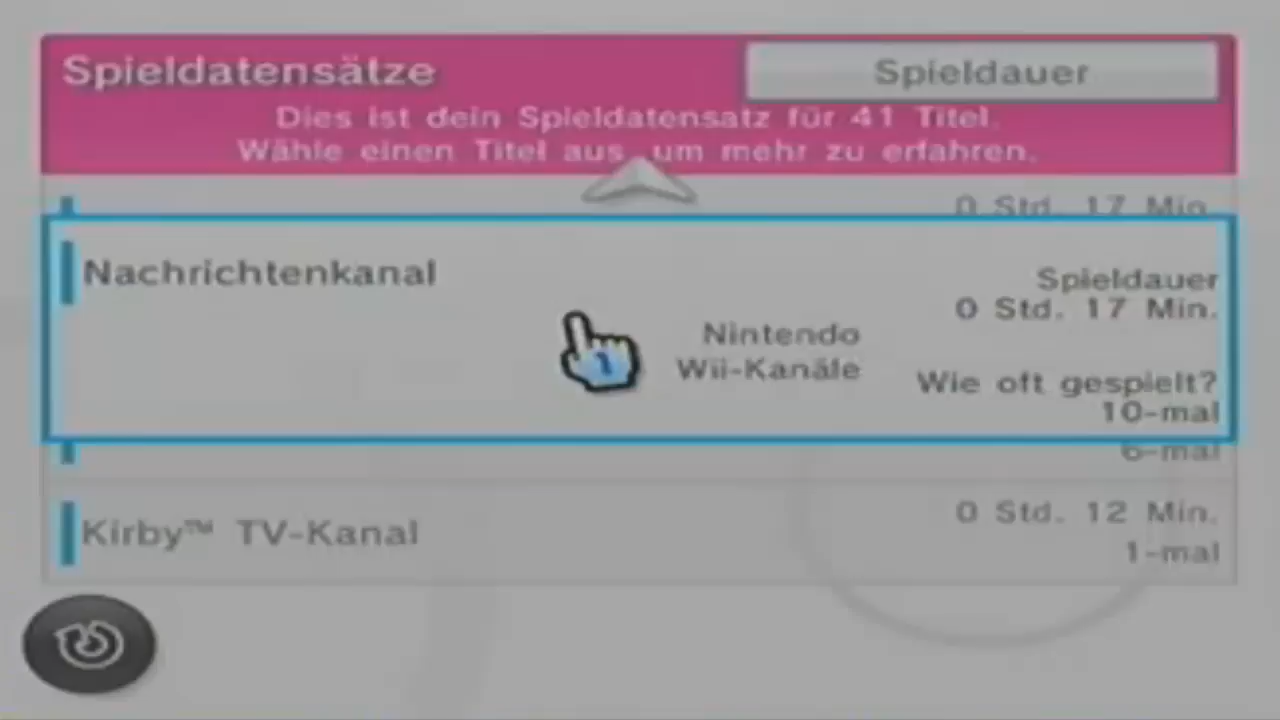 Spieldatensätze
Spieldauer
Dies ist dein Spieldatensatz für 41 Titel.
Wähle einen Titel aus, um mehr zu erfahren.
0 Std. 17 Min.
Nachrichtenkanal
Spieldauer
0 Std. 17 Min.
Nintendo
Wii-Kanäle
Wie oft gespielt?
10-mal
1
6-mal
Kirby™ TV-Kanal
0 Std. 12 Min.
1-mal